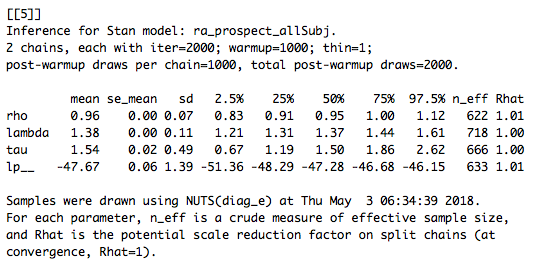 [[5]]
Inference for Stan model: ra_prospect_allSubj.
2 chains, each with iter=2000; warmup=1000; thin=1;
post-warmup draws per chain=1000, total post-warmup draws=2000.
mean se_mean sd 2.5% 25% 50% 75% 97.5% n_eff Rhat
rho 0.96 0.00 0.07 0.83 0.91 0.95 1.00 1.12 622 1.01
lambda 1.38 0.00 0.11 1.21 1.31 1.37 1.44 1.61 718 1.00
tau 1.54 0.02 0.49 0.67 1.19 1.50 1.86 2.62 666 1.00
lp__ -47.67 0.06 1.39 -51.36 -48.29 -47.28 -46.68 -46.15 633 1.01
Samples were drawn using NUTS(diag_e) at Thu May  3 06:34:39 2018.
For each parameter, n_eff is a crude measure of effective sample size,
and Rhat is the potential scale reduction factor on split chains (at
convergence, Rhat=1).